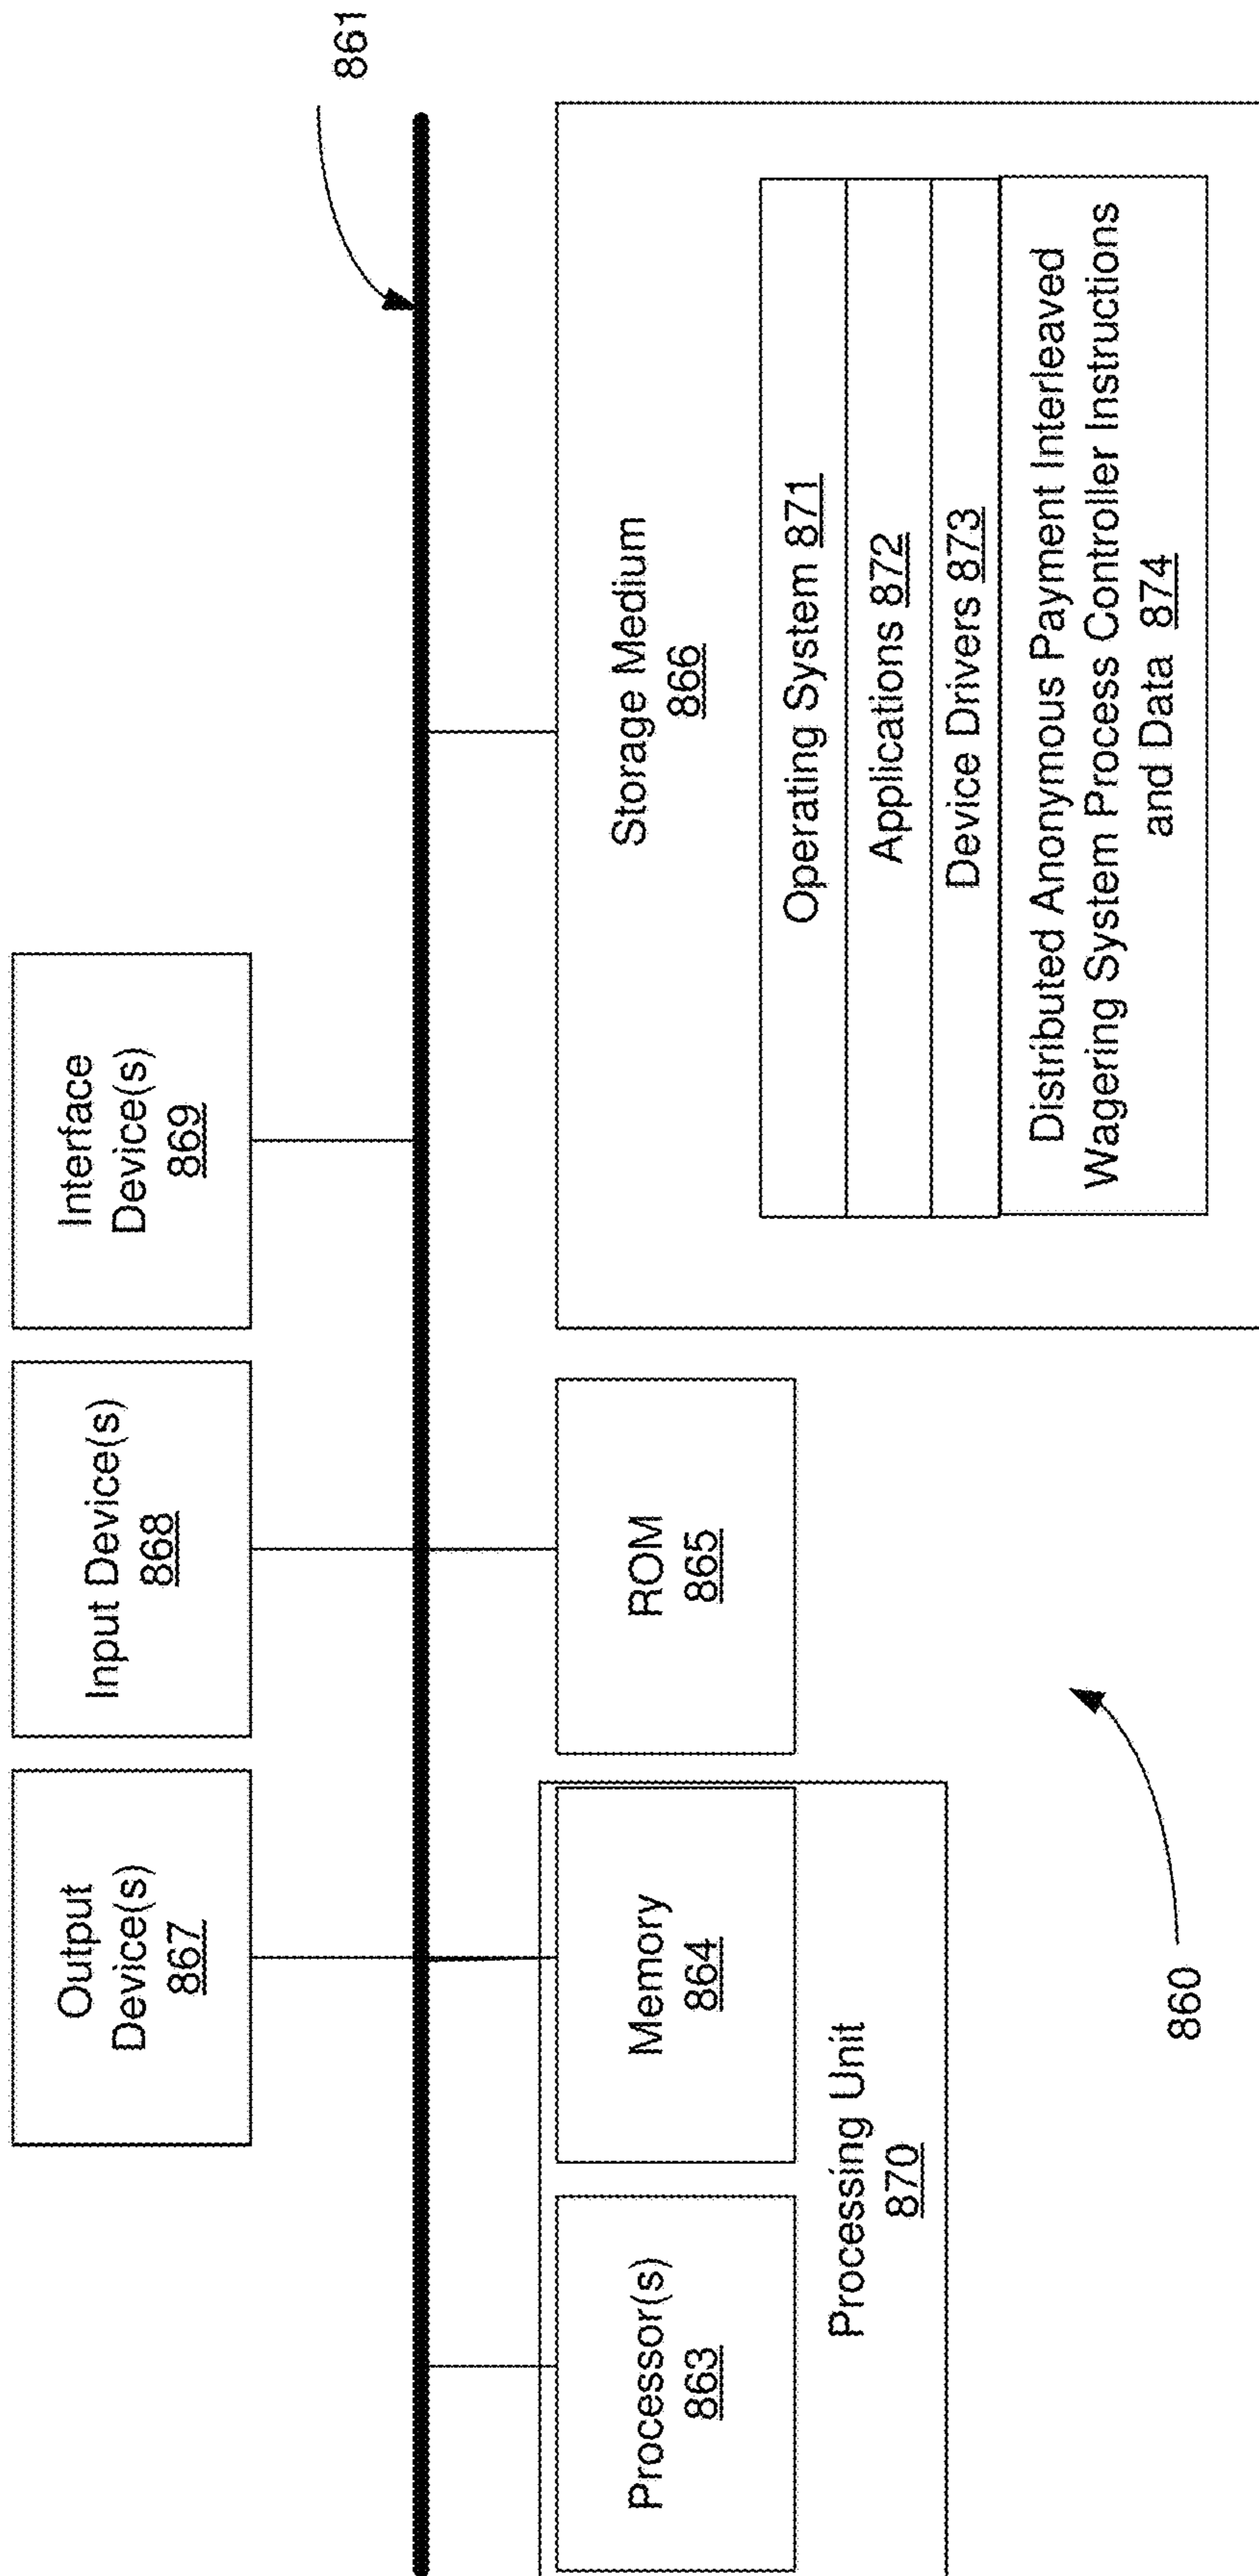 861
Output
Device(s)
867
Input Device(s)
868
Interface
Device(s)
869
Processor(s)
863
Memory
864
Processing Unit
870
ROM
865
Storage Medium
866
Operating System 871
Applications 872
Device Drivers 873
Distributed Anonymous Payment Interleaved
Wagering System Process Controller Instructions
and Data 874
860